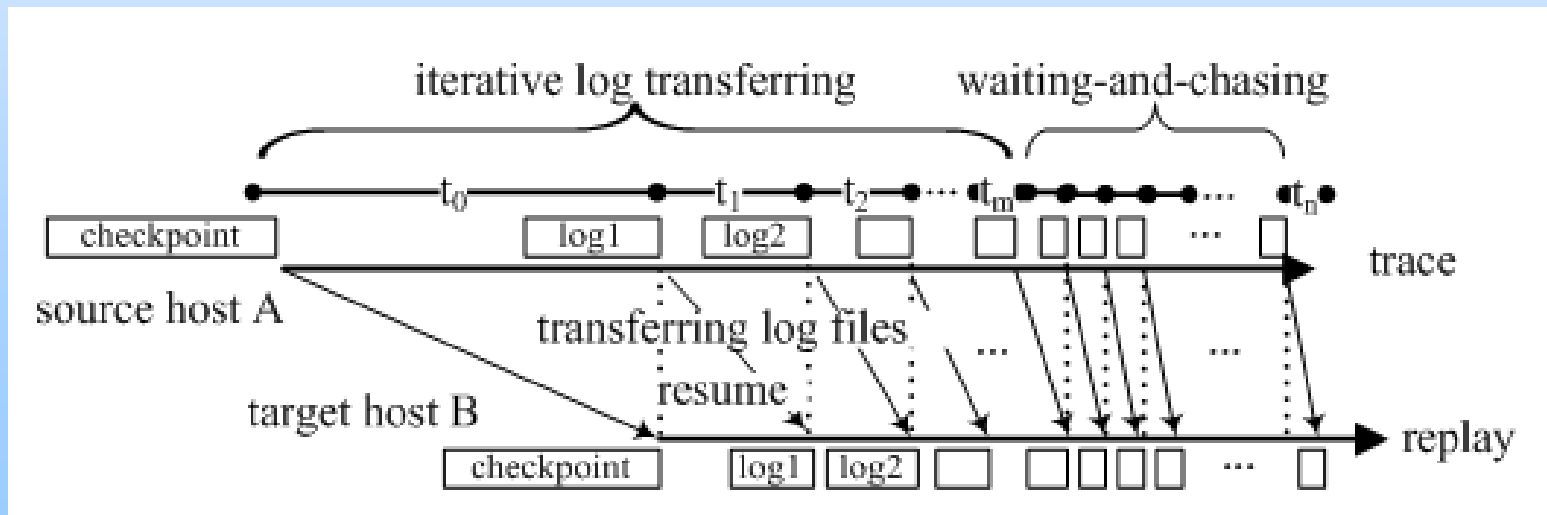 iterative log transferring
waiting-and-chasing
t0 t1 t2 ... tm ... tn
checkpoint log1 log2 ...
trace
source host A
transferring log files
... ...
resume
target host B
replay
checkpoint log1 log2 ...